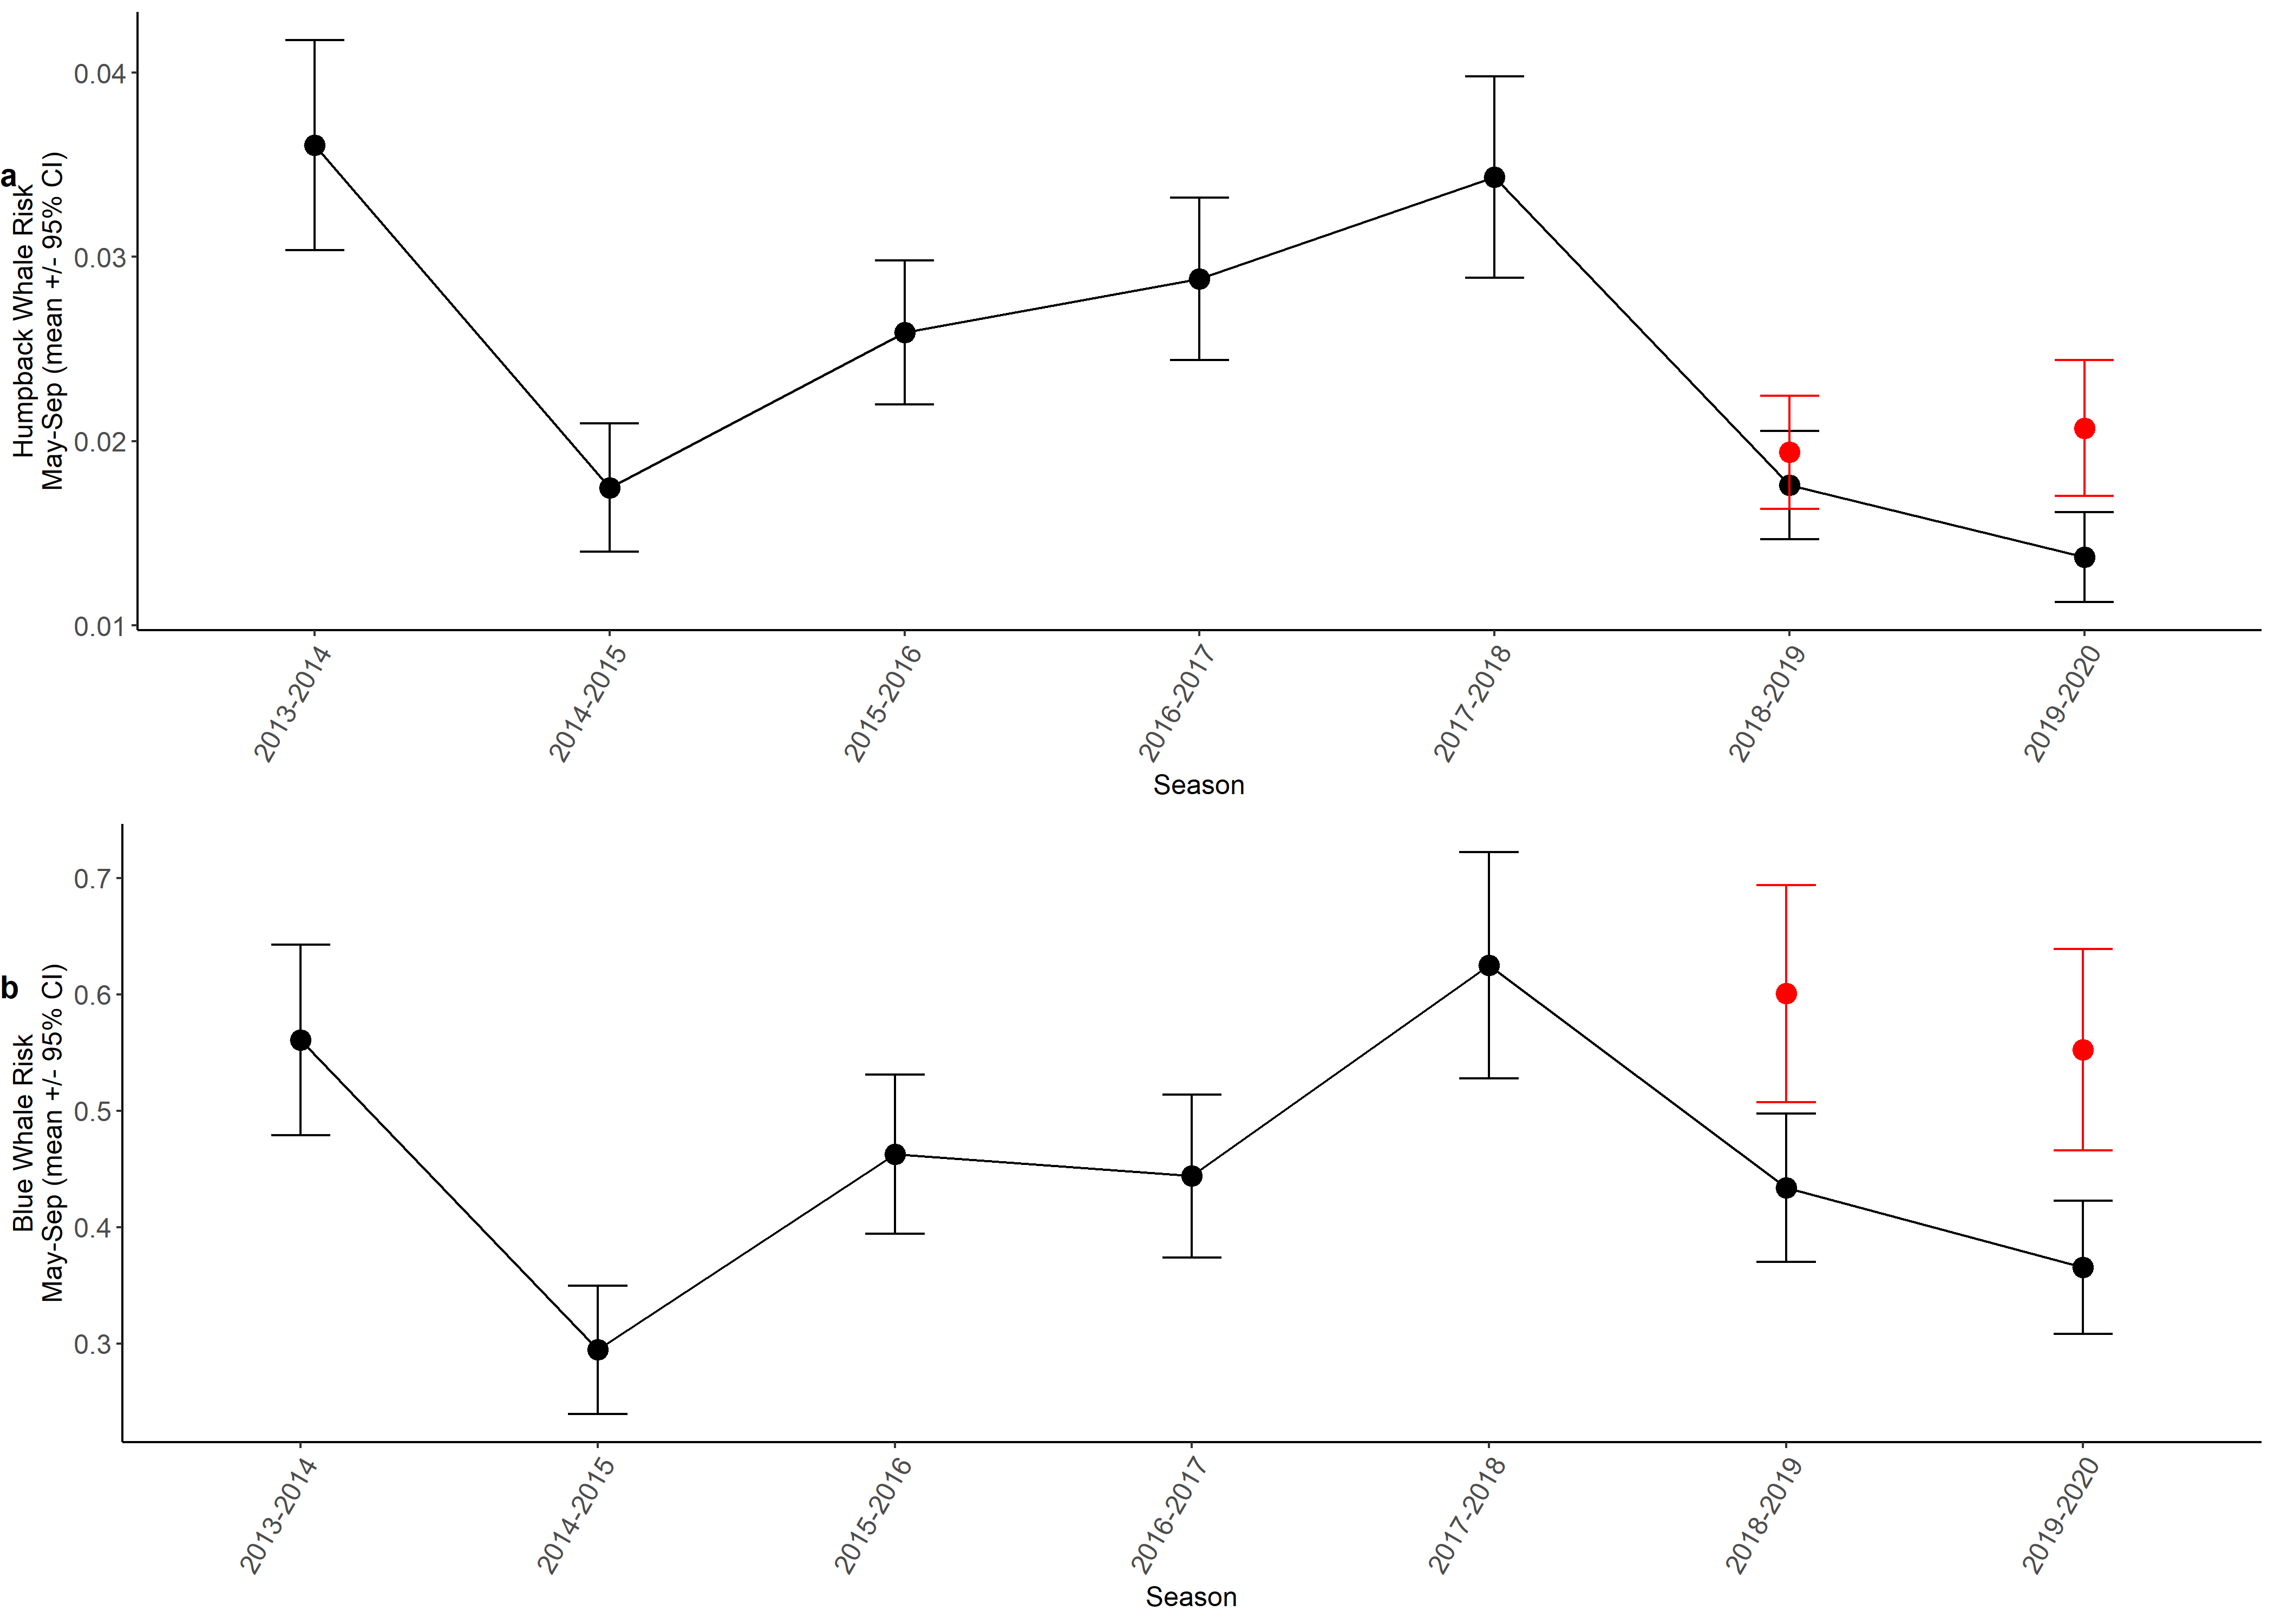 a
Humpback Whale Risk
May-Sep (mean +/- 95% CI)
0.04
0.03
0.02
0.01
2013-2014
2014-2015
2015-2016
2016-2017
2017-2018
2018-2019
2019-2020
Season
b
Blue Whale Risk
May-Sep (mean +/- 95% CI)
0.7
0.6
0.5
0.4
0.3
2013-2014
2014-2015
2015-2016
2016-2017
2017-2018
2018-2019
2019-2020
Season